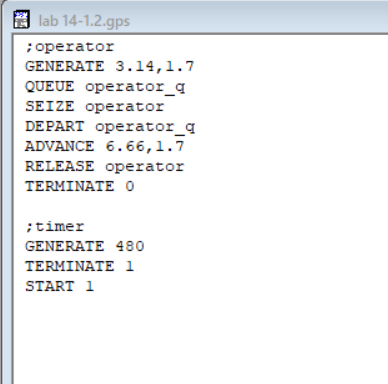 lab 14-1.2.gps
;operator
GENERATE 3.14,1.7
QUEUE operator_q
SEIZE operator
DEPART operator_q
ADVANCE 6.66,1.7
RELEASE operator
TERMINATE 0

;timer
GENERATE 480
TERMINATE 1
START 1